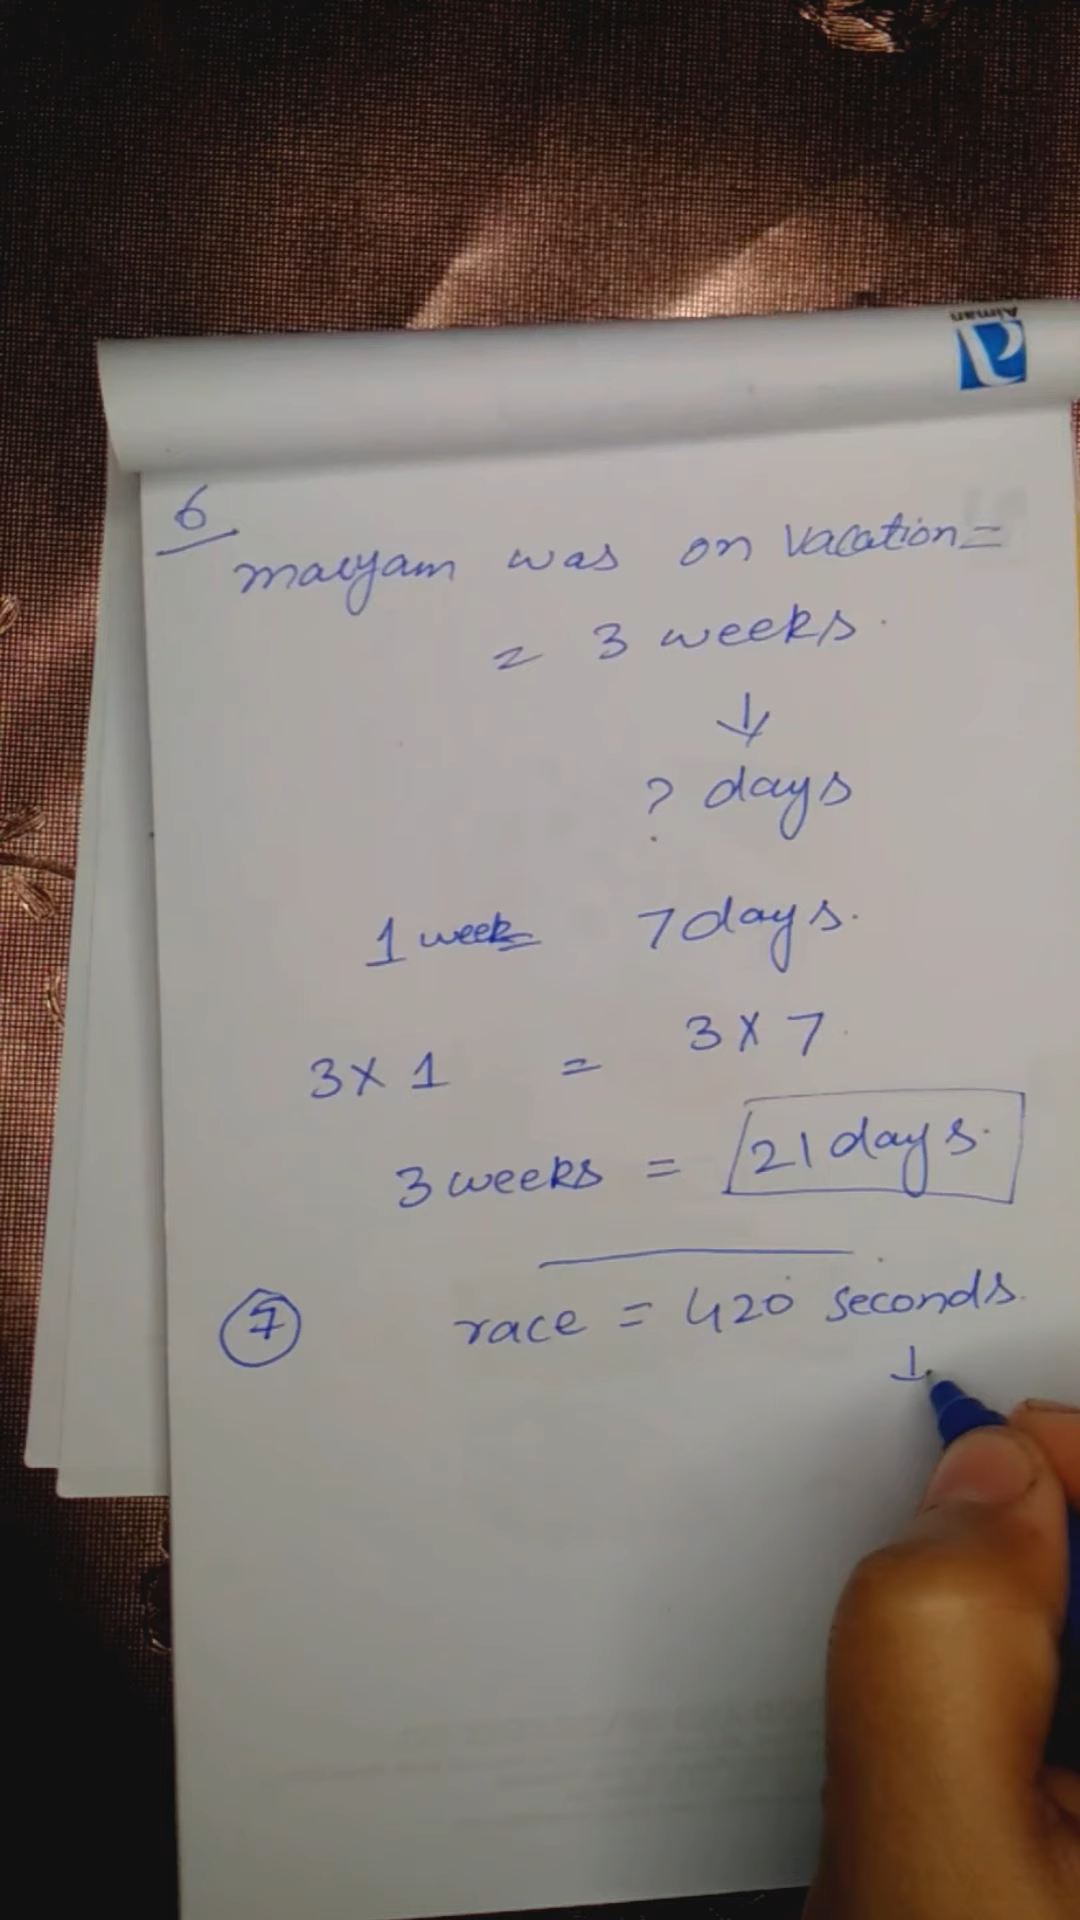 Aiman
6
maryam was on vacation =
= 3 weeks.
↓
? days
1 week 7 days.
3 X 1 = 3 X 7
3 weeks = 21 days.
7 race = 420 seconds.
↓